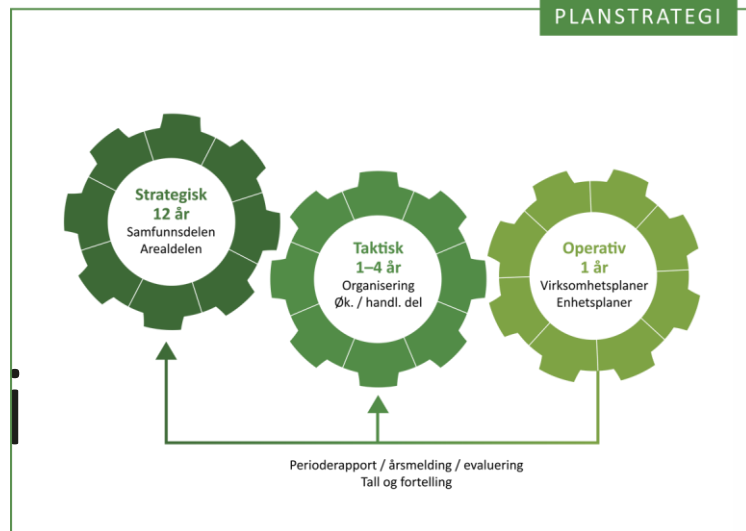 PLANSTRATEGI
Strategisk
12 år
Samfunnsdelen
Arealdelen
Taktisk
1–4 år
Organisering
Øk. / handl. del
Operativ
1 år
Virksomhetsplaner
Enhetsplaner
Perioderapport / årsmelding / evaluering
Tall og fortelling